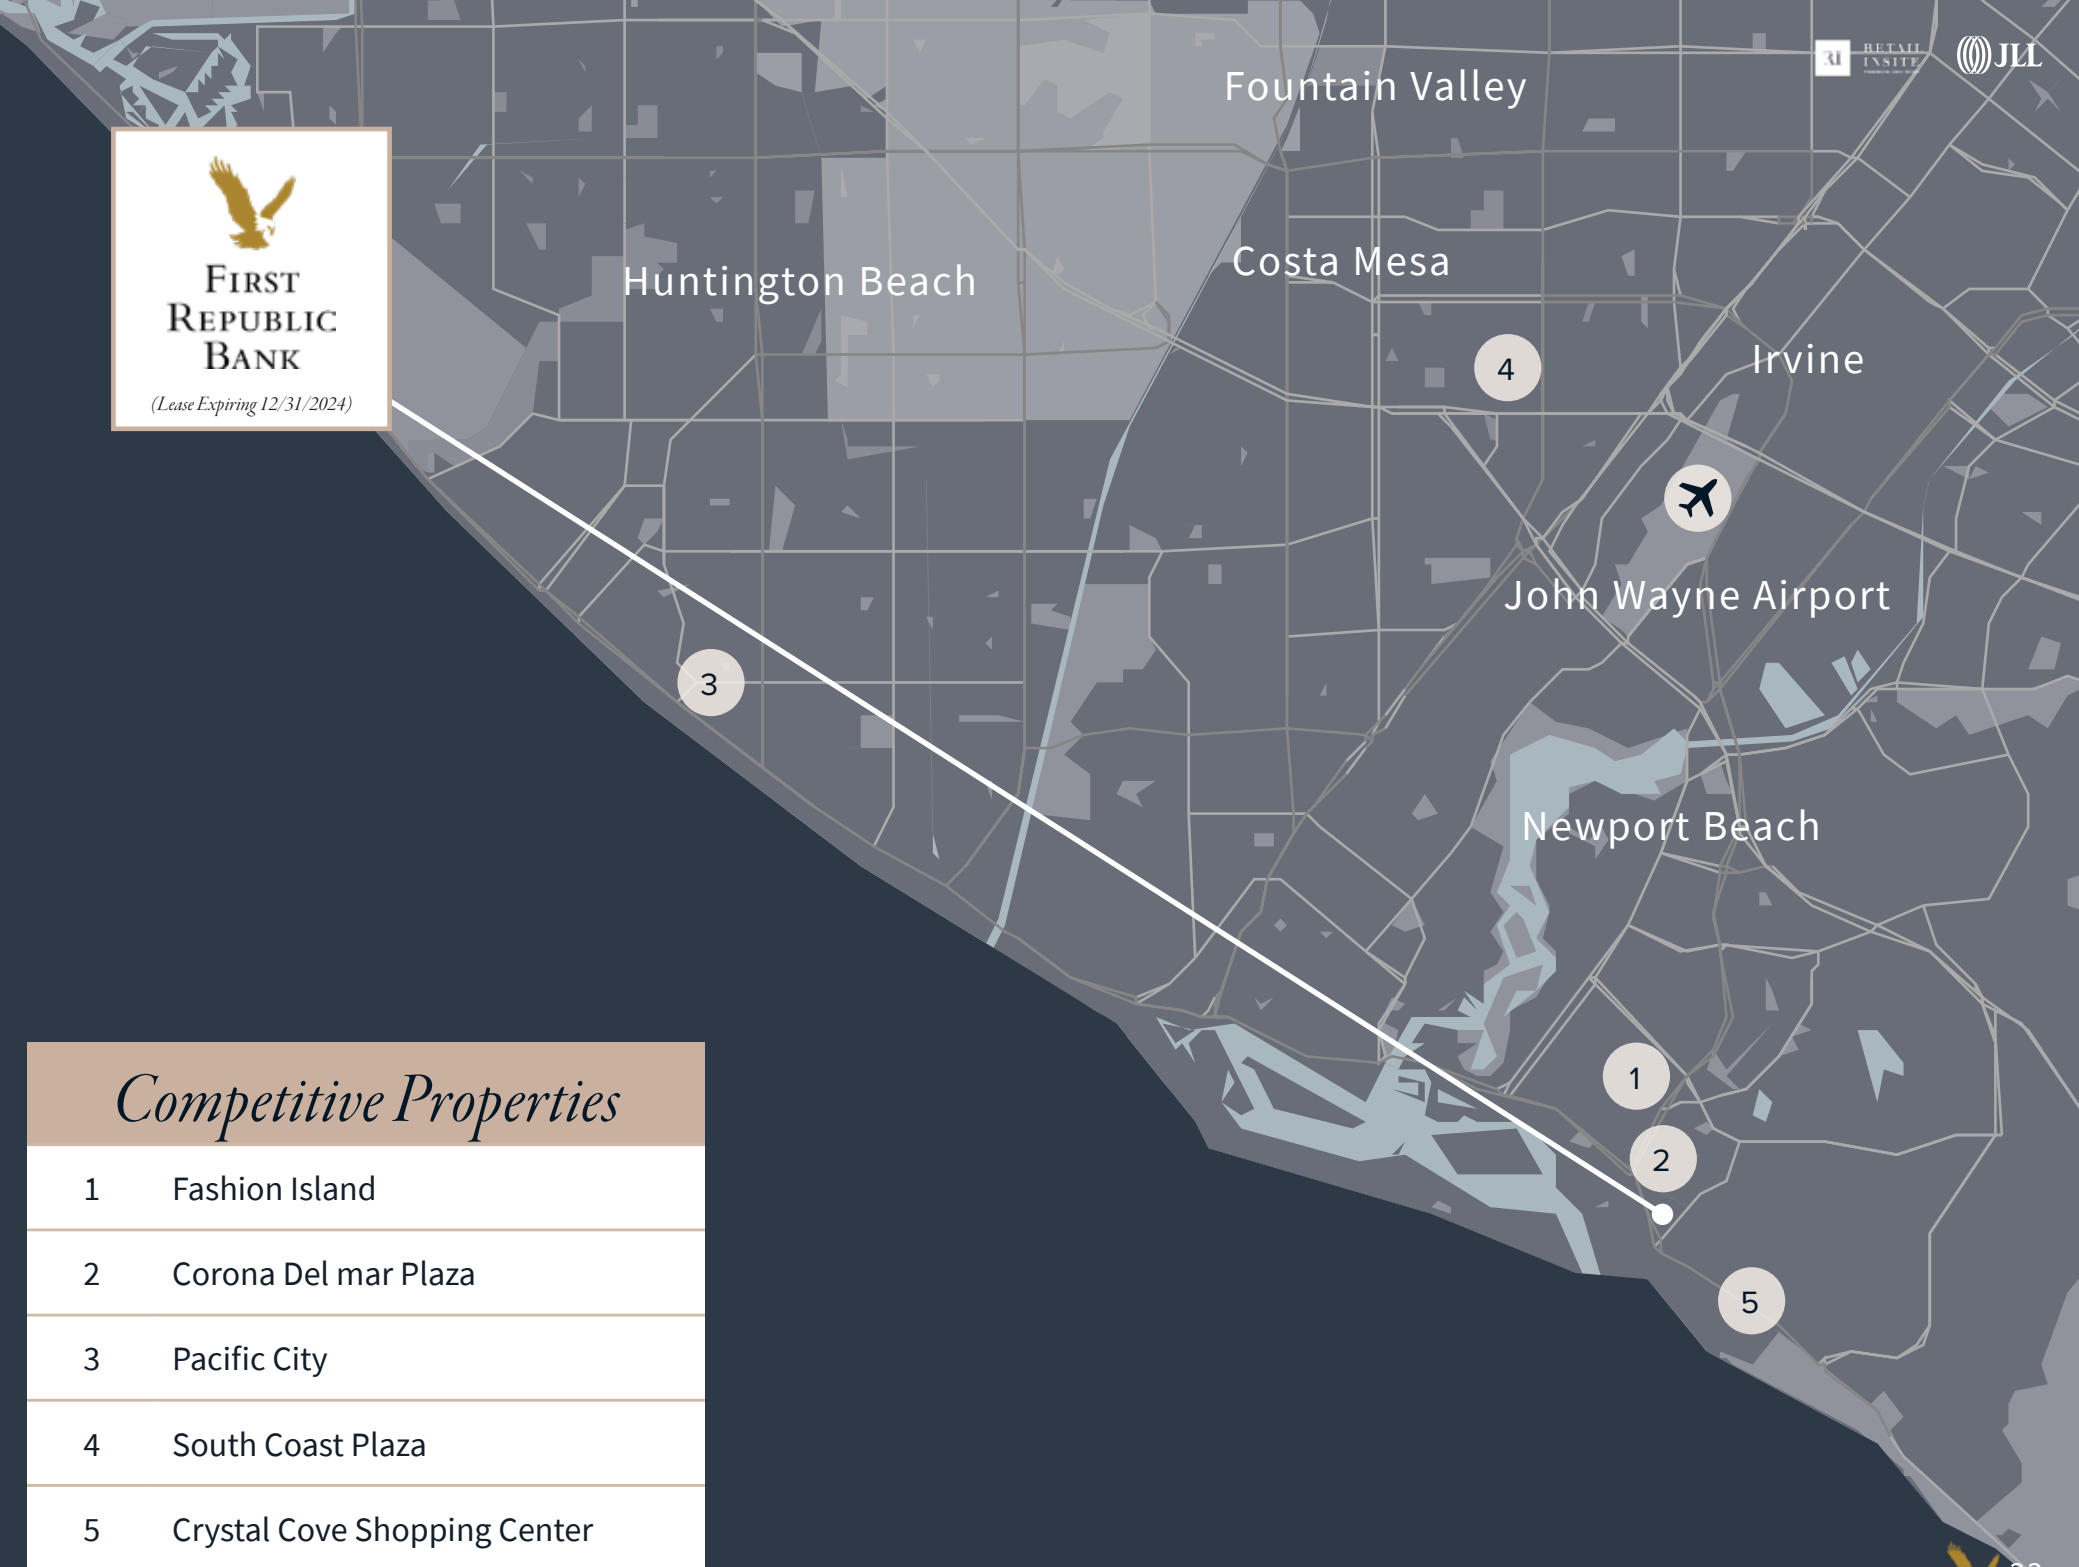 Fountain Valley
RETAIL
INSITE
JLL
FIRST
REPUBLIC
BANK
(Lease Expiring 12/31/2024)
Huntington Beach
Costa Mesa
Irvine
4
John Wayne Airport
3
Newport Beach
1
2
5
Competitive Properties
1 Fashion Island
2 Corona Del mar Plaza
3 Pacific City
4 South Coast Plaza
5 Crystal Cove Shopping Center